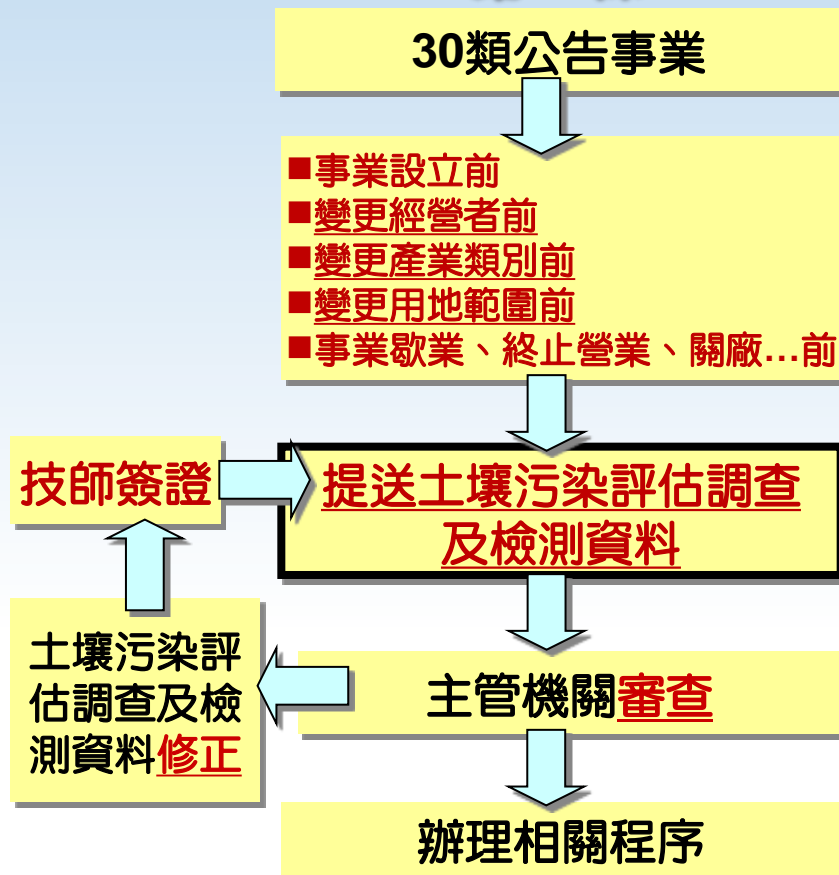 30類公告事業
■事業設立前
■變更經營者前
■變更產業類別前
■變更用地範圍前
■事業歇業、終止營業、關廠...前
技師簽證
提送土壤污染評估調查
及檢測資料
土壤污染評
估調查及檢
測資料修正
主管機關審查
辦理相關程序